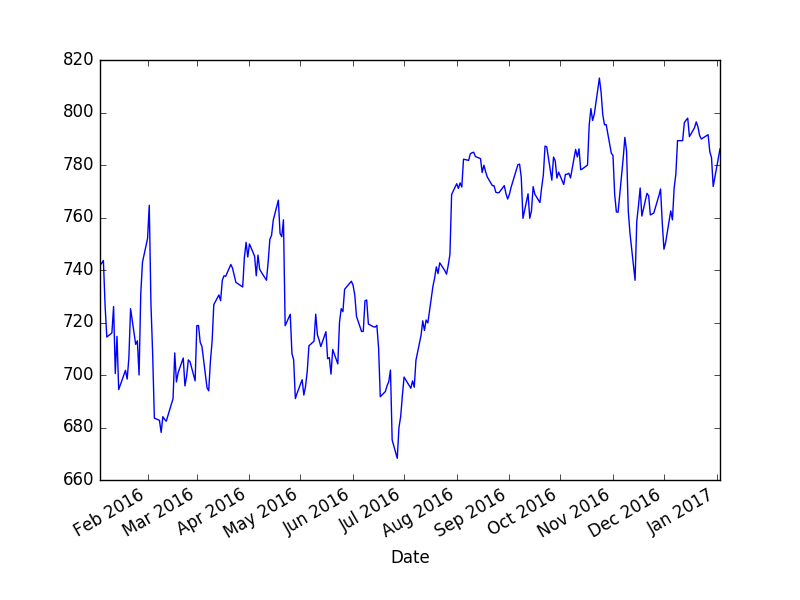 820
800
780
760
740
720
700
680
660
Feb 2016
Mar 2016
Apr 2016
May 2016
Jun 2016
Jul 2016
Aug 2016
Sep 2016
Oct 2016
Nov 2016
Dec 2016
Jan 2017
Date